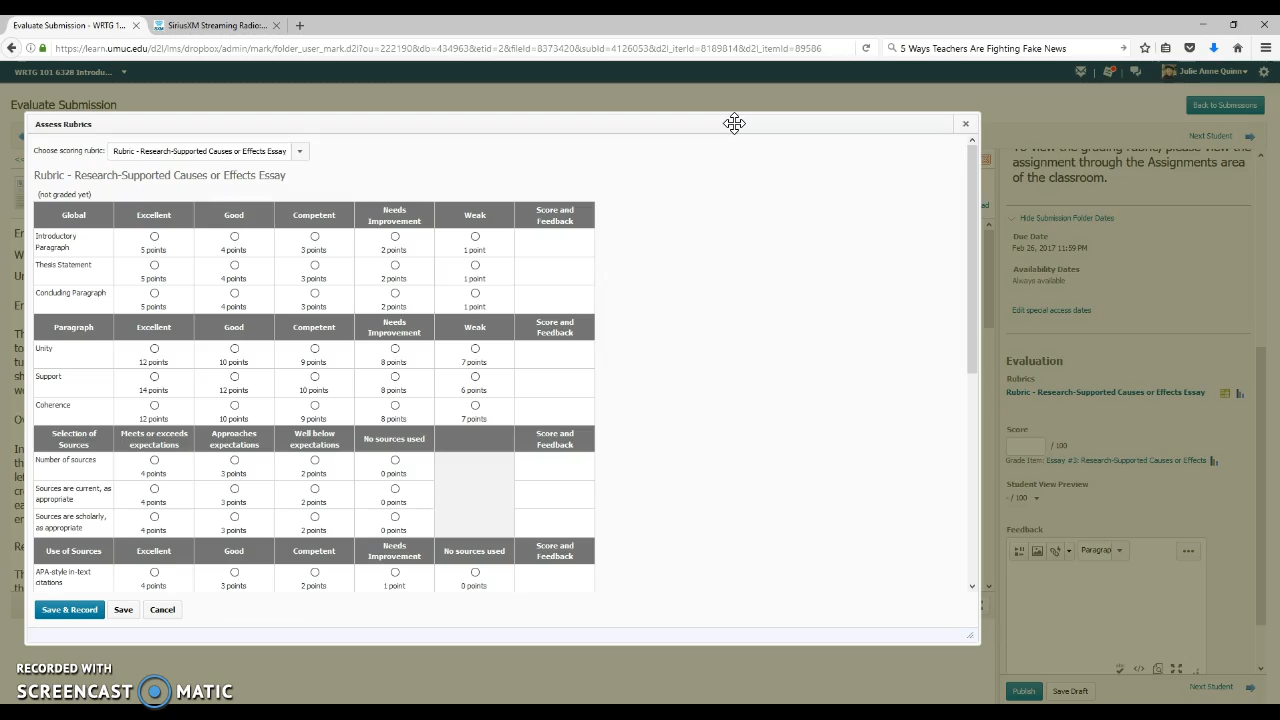 Evaluate Submission - WRTG 1...
SiriusXM Streaming Radio:...
https://learn.umuc.edu/d2l/lms/dropbox/admin/mark/folder_user_mark.d2l?ou=222190&db=434963&etid=2&fileId=8373420&subId=4126053&d2l_iterId=389814&d2l_itemId=89586
5 Ways Teachers Are Fighting Fake News
WRTG 101 6328 Introdu...
Julie Anne Quinn
Evaluate Submission
Back to Submissions
Assess Rubrics
Next Student
To view the grading rubric, please view the
assignment through the Assignments area
of the classroom.
Choose scoring rubric:
Rubric - Research-Supported Causes or Effects Essay
Rubric - Research-Supported Causes or Effects Essay
(not graded yet)
Global Excellent Good Competent Needs Improvement Weak Score and Feedback
Introductory Paragraph 5 points 4 points 3 points 2 points 1 point
Thesis Statement 5 points 4 points 3 points 2 points 1 point
Concluding Paragraph 5 points 4 points 3 points 2 points 1 point
Paragraph Excellent Good Competent Needs Improvement Weak Score and Feedback
Unity 12 points 10 points 9 points 8 points 7 points
Support 14 points 12 points 10 points 8 points 6 points
Coherence 12 points 10 points 9 points 8 points 7 points
Selection of Sources Meets or exceeds expectations Approaches expectations Well below expectations No sources used Score and Feedback
Number of sources 4 points 3 points 2 points 0 points
Sources are current, as appropriate 4 points 3 points 2 points 0 points
Sources are scholarly, as appropriate 4 points 3 points 2 points 0 points
Use of Sources Excellent Good Competent Needs Improvement No sources used Score and Feedback
APA-style in-text citations 4 points 3 points 2 points 1 point 0 points
Save & Record
Save
Cancel
Hide Submission Folder Dates
Due Date
Feb 26, 2017 11:59 PM
Availability Dates
Always available
Edit special access dates
Evaluation
Rubrics
Rubric - Research-Supported Causes or Effects Essay
Score
/ 100
Grade Item: Essay #3: Research-Supported Causes or Effects
Student View Preview
- / 100
Feedback
Paragrap
Publish
Save Draft
Next Student
RECORDED WITH
SCREENCAST MATIC